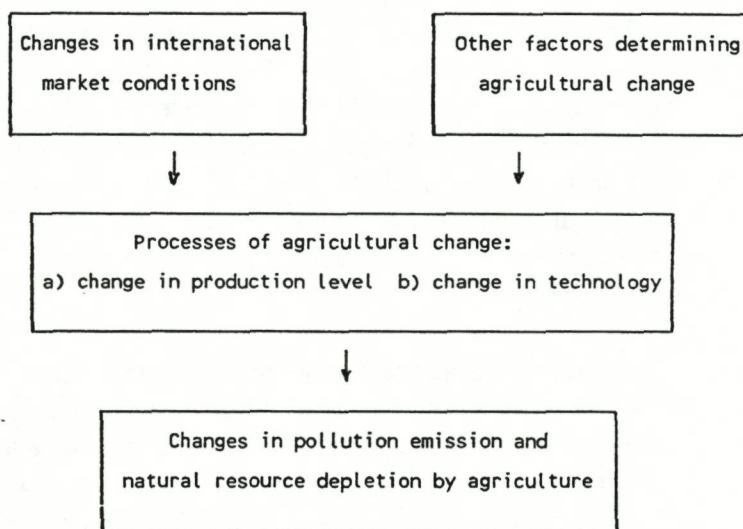 Changes in international
market conditions
Other factors determining
agricultural change
Processes of agricultural change:
a) change in production level b) change in technology
Changes in pollution emission and
natural resource depletion by agriculture